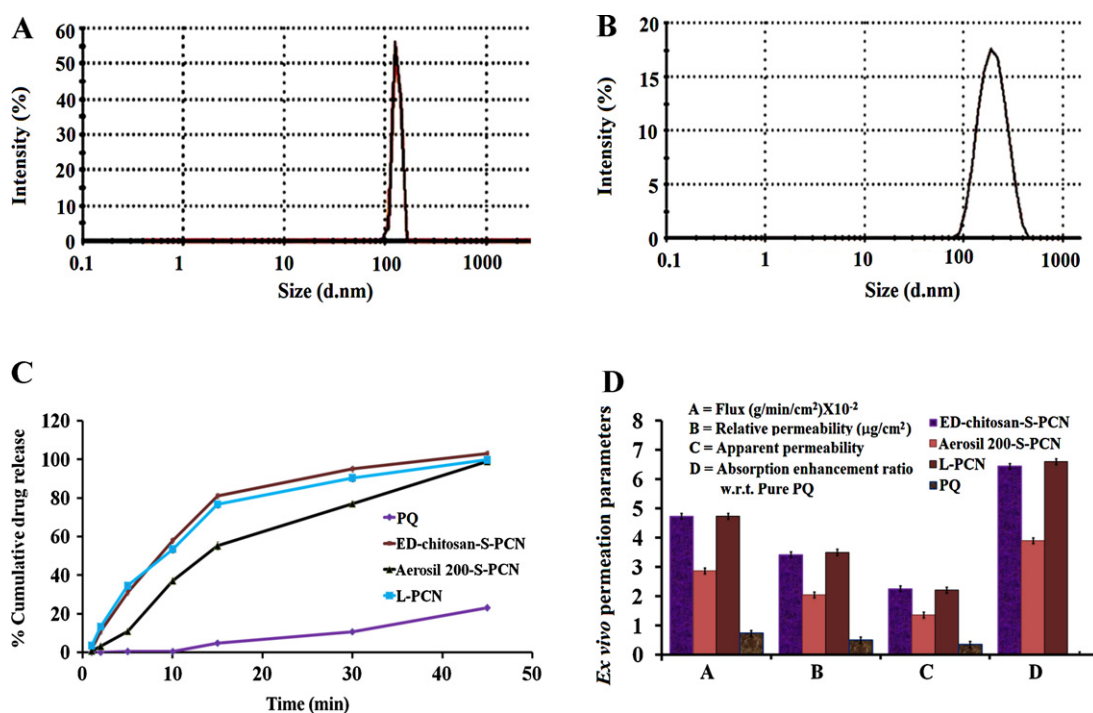 A
Intensity (%)
60
50
40
30
20
10
0
0.1 1 10 100 1000
Size (d.nm)
B
Intensity (%)
20
15
10
5
0
0.1 1 10 100 1000
Size (d.nm)
C
% Cumulative drug release
120
100
80
60
40
20
0
0 10 20 30 40 50
Time (min)
PQ
ED-chitosan-S-PCN
Aerosil 200-S-PCN
L-PCN
D
Ex vivo permeation parameters
8
7
6
5
4
3
2
1
0
A = Flux (g/min/cm²)X10⁻²
B = Relative permeability (µg/cm²)
C = Apparent permeability
D = Absorption enhancement ratio
w.r.t. Pure PQ
ED-chitosan-S-PCN
Aerosil 200-S-PCN
L-PCN
PQ
A B C D